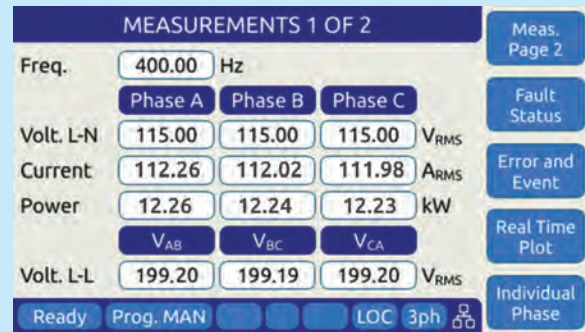 MEASUREMENTS 1 OF 2
Freq. 400.00 Hz
Phase A Phase B Phase C
Volt. L-N 115.00 115.00 115.00 VRMS
Current 112.26 112.02 111.98 ARMS
Power 12.26 12.24 12.23 kW
VAB VBC VCA
Volt. L-L 199.20 199.19 199.20 VRMS
Ready Prog. MAN LOC 3ph
Meas.
Page 2
Fault
Status
Error and
Event
Real Time
Plot
Individual
Phase